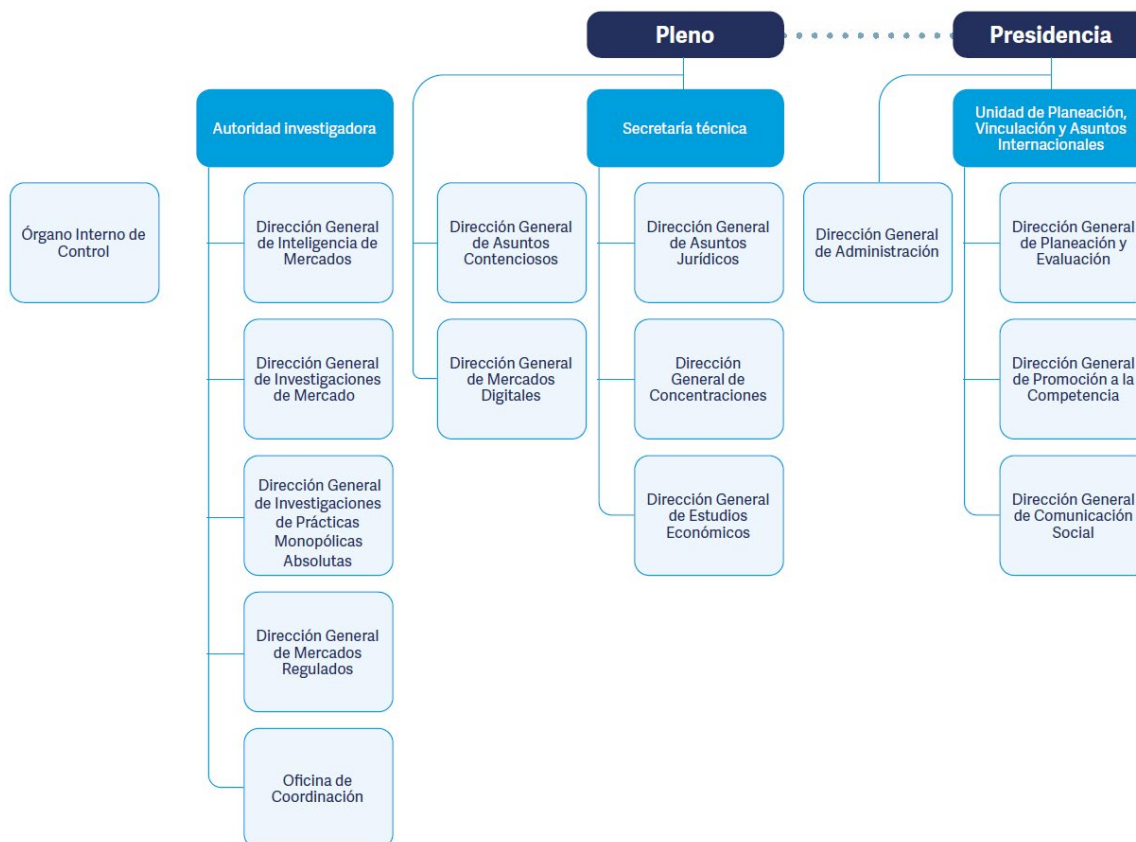 Pleno
Presidencia
Autoridad investigadora
Secretaría técnica
Unidad de Planeación,
Vinculación y Asuntos
Internacionales
Órgano Interno de
Control
Dirección General
de Inteligencia de
Mercados
Dirección General
de Asuntos
Contenciosos
Dirección General
de Asuntos
Jurídicos
Dirección General
de Administración
Dirección General
de Planeación y
Evaluación
Dirección General
de Investigaciones
de Mercado
Dirección General
de Mercados
Digitales
Dirección
General de
Concentraciones
Dirección General
de Promoción a la
Competencia
Dirección General
de Investigaciones
de Prácticas
Monopólicas
Absolutas
Dirección General
de Estudios
Económicos
Dirección General
de Comunicación
Social
Dirección General
de Mercados
Regulados
Oficina de
Coordinación